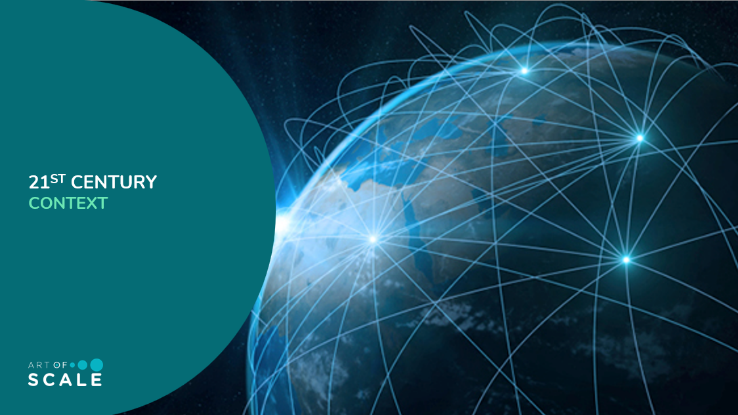 21ST CENTURY
CONTEXT
ART OF
SCALE